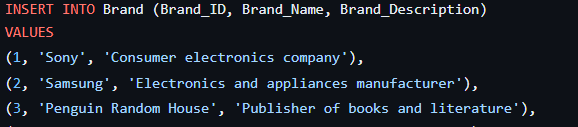 INSERT INTO Brand (Brand_ID, Brand_Name, Brand_Description)
VALUES
(1, 'Sony', 'Consumer electronics company'),
(2, 'Samsung', 'Electronics and appliances manufacturer'),
(3, 'Penguin Random House', 'Publisher of books and literature'),